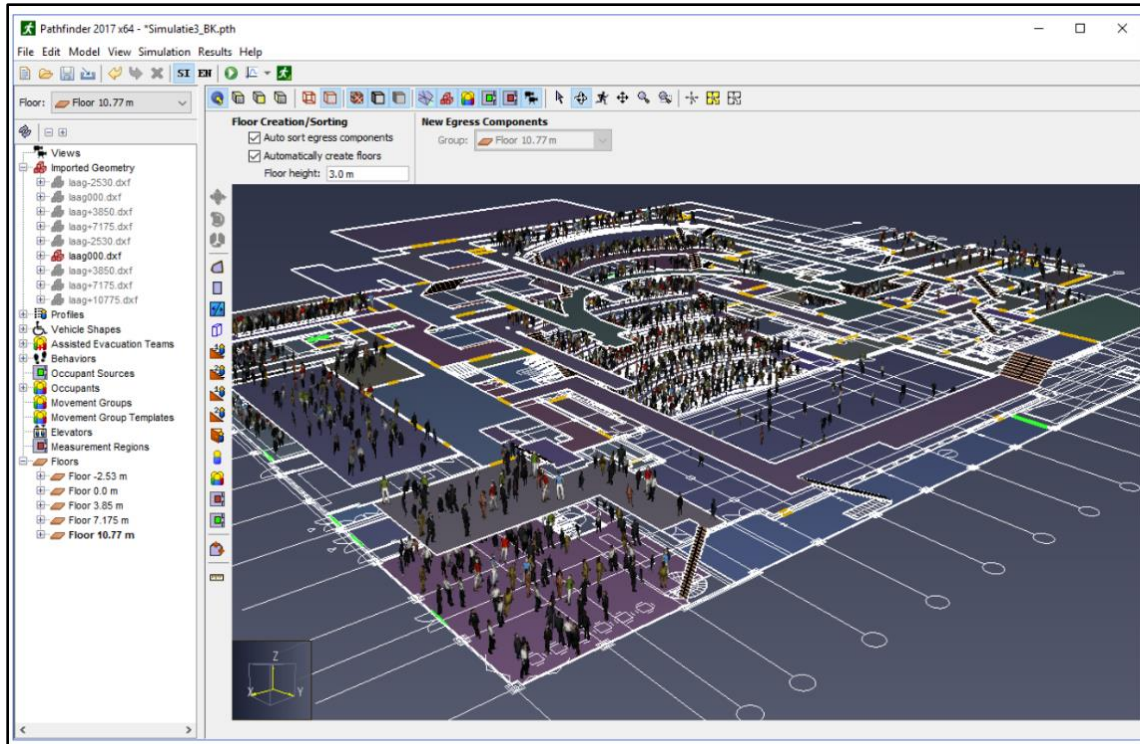 Pathfinder 2017 x64 - *Simulatie3_BK.pth
File Edit Model View Simulation Results Help
SI EN
Floor: Floor 10.77 m
Floor Creation/Sorting
Auto sort egress components
Automatically create floors
Floor height: 3.0 m
New Egress Components
Group: Floor 10.77 m
Views
Imported Geometry
laag-2530.dxf
laag000.dxf
laag+3850.dxf
laag+7175.dxf
laag-2530.dxf
laag000.dxf
laag+3850.dxf
laag+7175.dxf
laag+10775.dxf
Profiles
Vehicle Shapes
Assisted Evacuation Teams
Behaviors
Occupant Sources
Occupants
Movement Groups
Movement Group Templates
Elevators
Measurement Regions
Floors
Floor -2.53 m
Floor 0.0 m
Floor 3.85 m
Floor 7.175 m
Floor 10.77 m
Z
X
Y